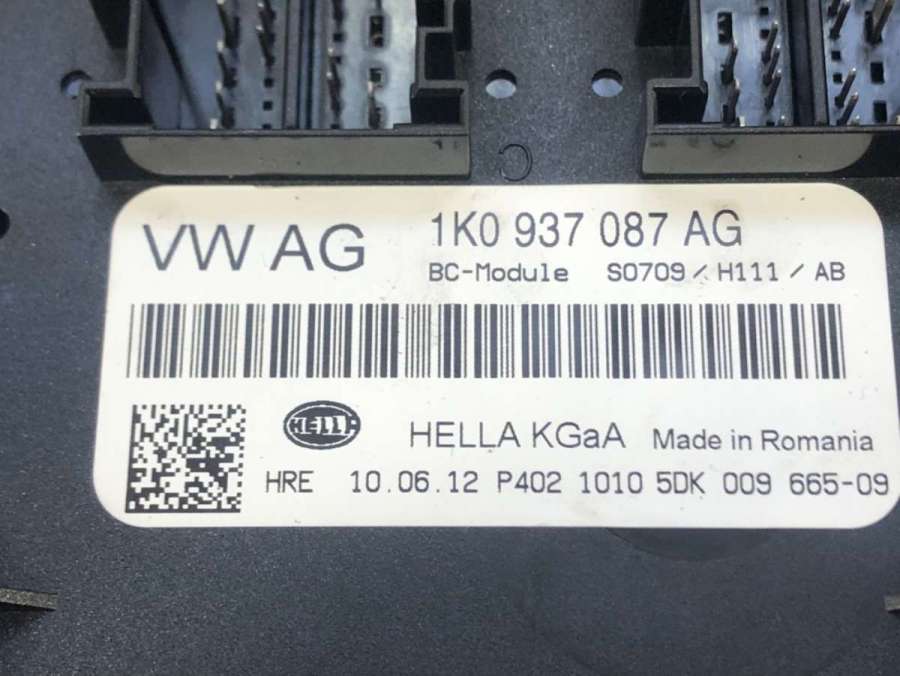 VW AG
1K0 937 087 AG
BC-Module S0709 / H111 / AB
HELLA
HELLA KGaA Made in Romania
HRE 10.06.12 P402 1010 5DK 009 665-09